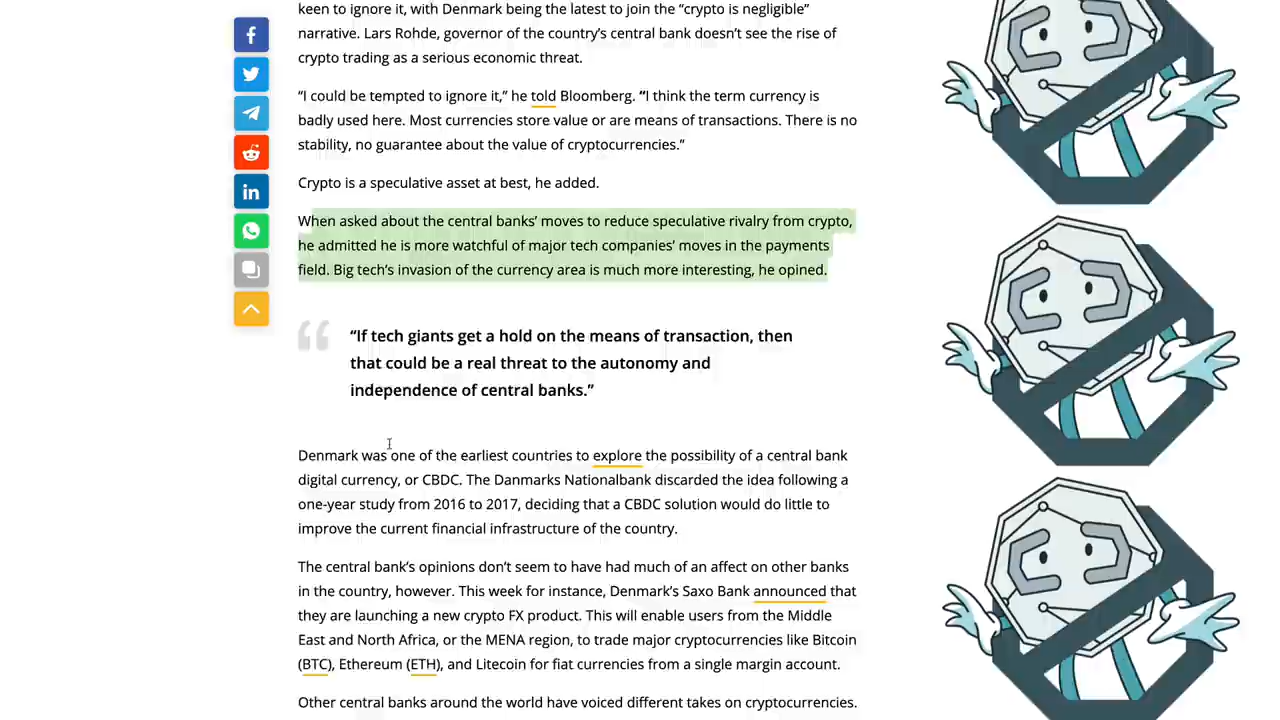 keen to ignore it, with Denmark being the latest to join the “crypto is negligible”
narrative. Lars Rohde, governor of the country’s central bank doesn’t see the rise of
crypto trading as a serious economic threat.
“I could be tempted to ignore it,” he told Bloomberg. “I think the term currency is
badly used here. Most currencies store value or are means of transactions. There is no
stability, no guarantee about the value of cryptocurrencies.”
Crypto is a speculative asset at best, he added.
When asked about the central banks’ moves to reduce speculative rivalry from crypto,
he admitted he is more watchful of major tech companies’ moves in the payments
field. Big tech’s invasion of the currency area is much more interesting, he opined.
“If tech giants get a hold on the means of transaction, then
that could be a real threat to the autonomy and
independence of central banks.”
Denmark was one of the earliest countries to explore the possibility of a central bank
digital currency, or CBDC. The Danmarks Nationalbank discarded the idea following a
one-year study from 2016 to 2017, deciding that a CBDC solution would do little to
improve the current financial infrastructure of the country.
The central bank’s opinions don’t seem to have had much of an affect on other banks
in the country, however. This week for instance, Denmark’s Saxo Bank announced that
they are launching a new crypto FX product. This will enable users from the Middle
East and North Africa, or the MENA region, to trade major cryptocurrencies like Bitcoin
(BTC), Ethereum (ETH), and Litecoin for fiat currencies from a single margin account.
Other central banks around the world have voiced different takes on cryptocurrencies.